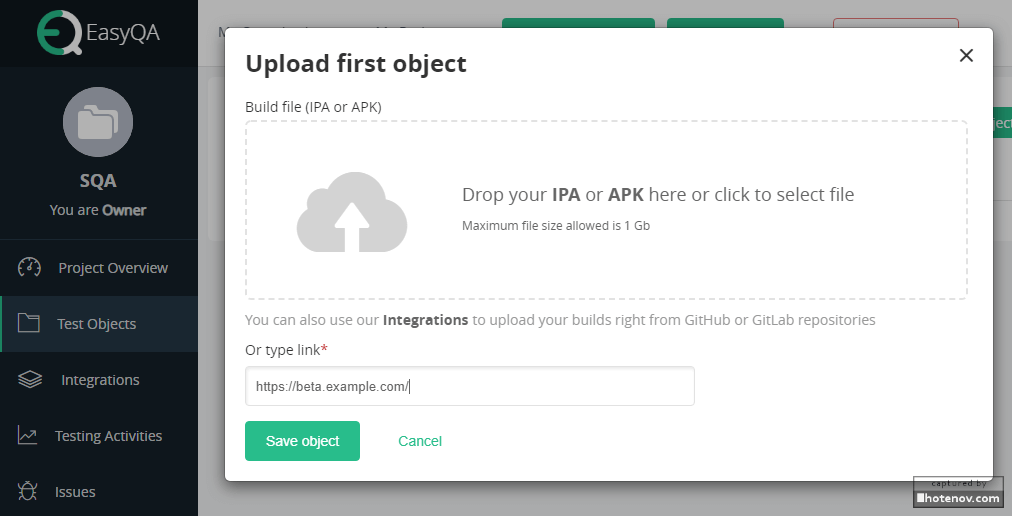 EasyQA
SQA
You are Owner
Project Overview
Test Objects
Integrations
Testing Activities
Issues
Upload first object
Build file (IPA or APK)
Drop your IPA or APK here or click to select file
Maximum file size allowed is 1 Gb
You can also use our Integrations to upload your builds right from GitHub or GitLab repositories
Or type link*
https://beta.example.com/
Save object
Cancel
captured by
hotenov.com